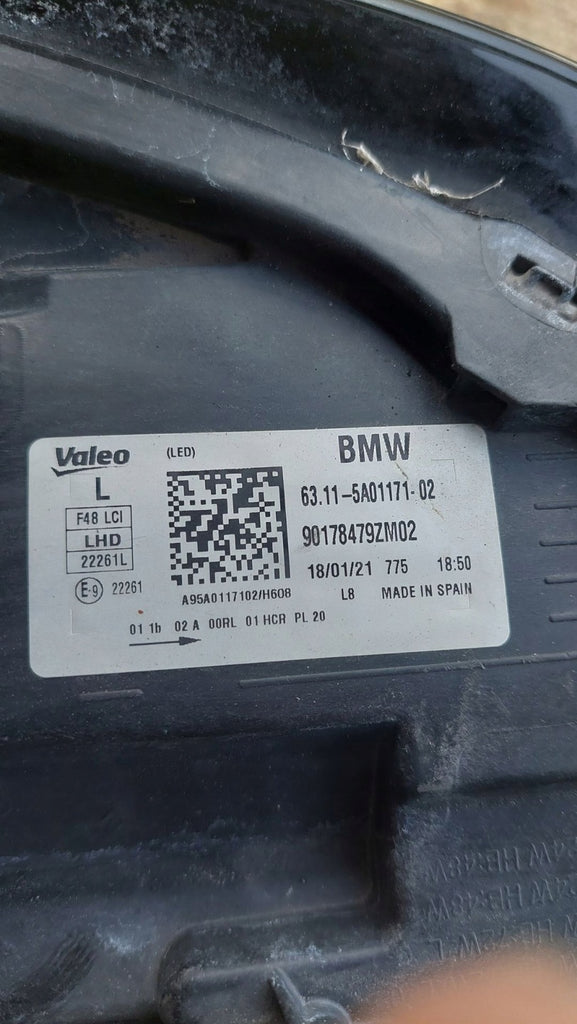 Valeo (LED) BMW
L
63.11-5A01171-02
F48 LCI
LHD
22261L
90178479ZM02
18/01/21 775 18:50
E9 22261
A95A0117102/H608
L8 MADE IN SPAIN
01 1b 02 A 00RL 01 HCR PL 20